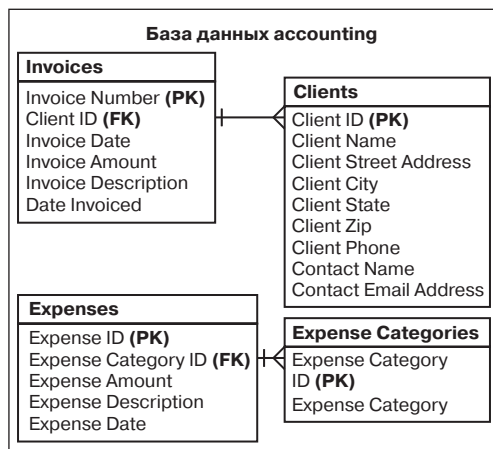 База данных accounting
Invoices
Invoice Number (PK)
Client ID (FK)
Invoice Date
Invoice Amount
Invoice Description
Date Invoiced
Clients
Client ID (PK)
Client Name
Client Street Address
Client City
Client State
Client Zip
Client Phone
Contact Name
Contact Email Address
Expenses
Expense ID (PK)
Expense Category ID (FK)
Expense Amount
Expense Description
Expense Date
Expense Categories
Expense Category
ID (PK)
Expense Category